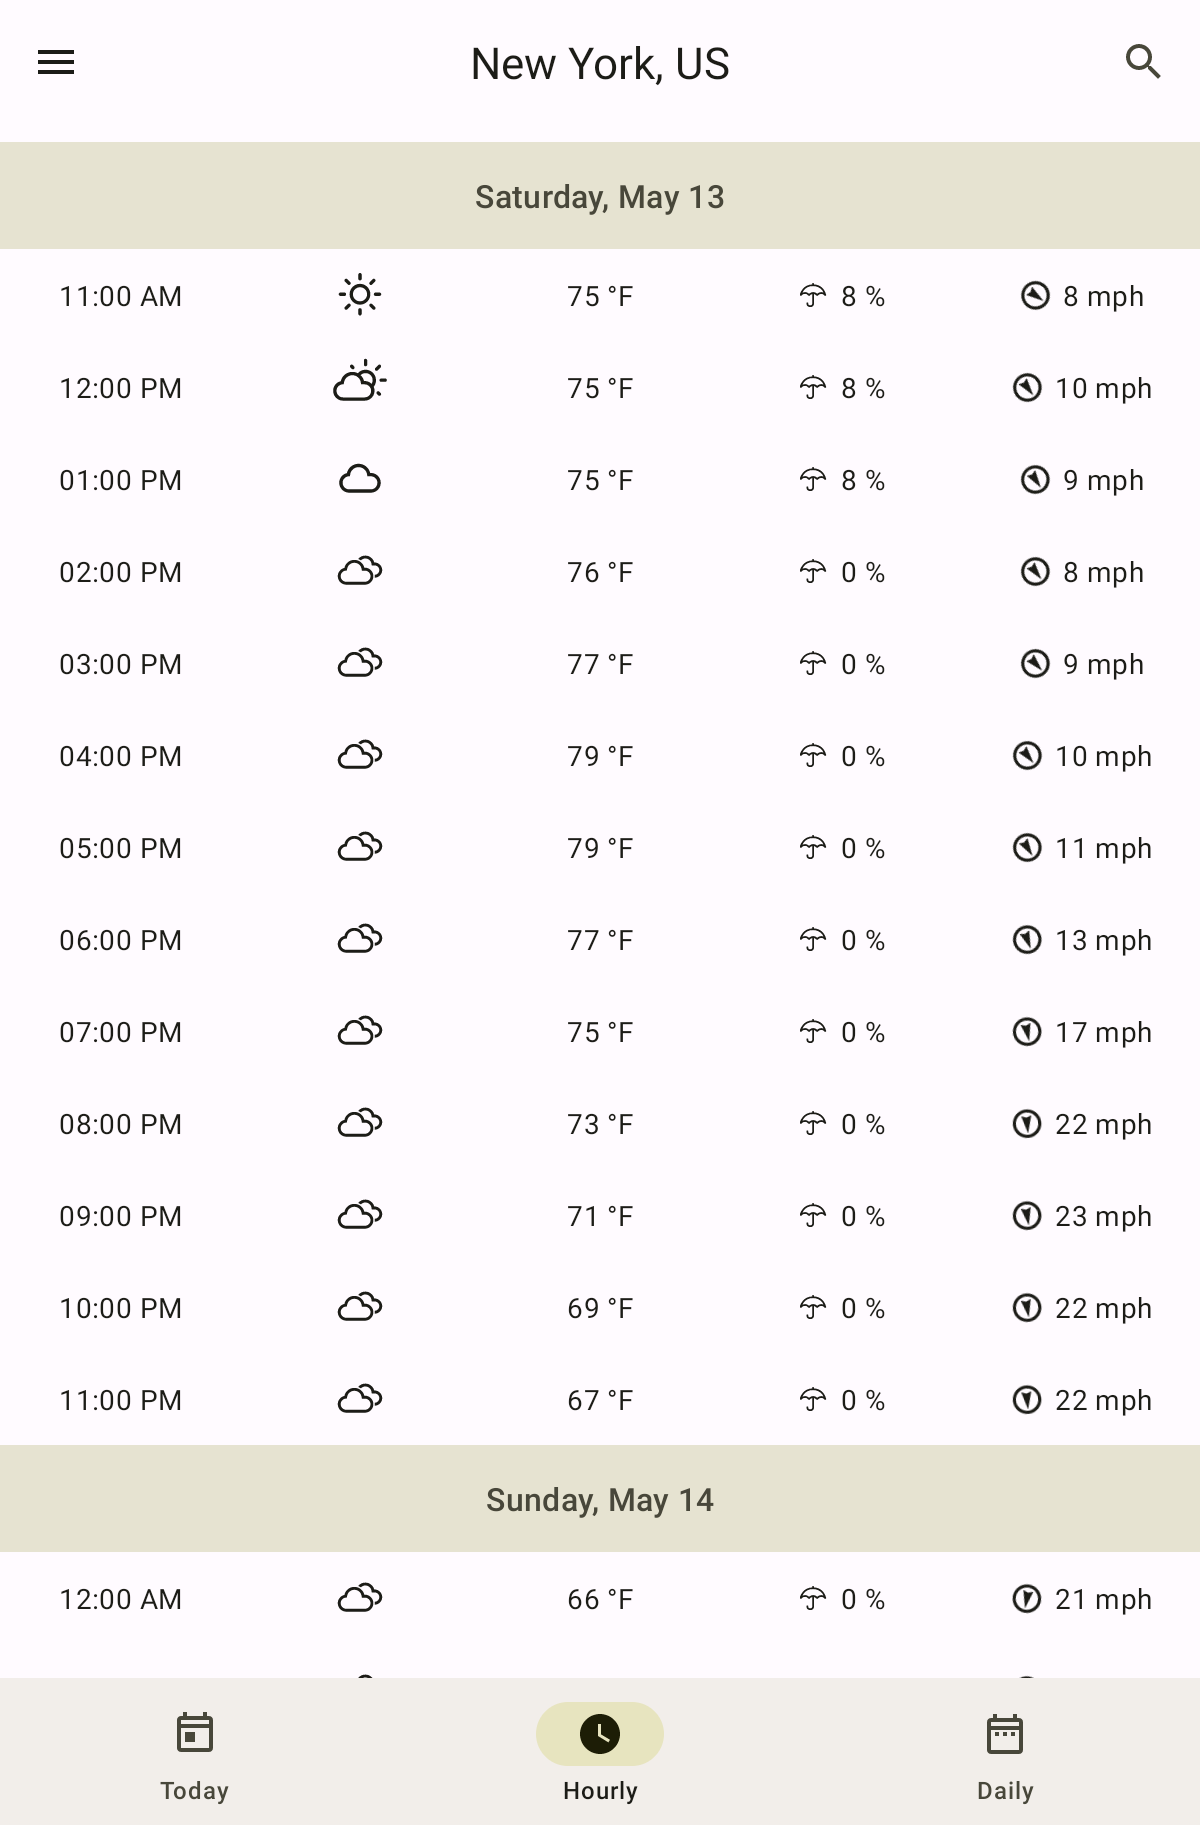 New York, US
Saturday, May 13
11:00 AM 75 °F 8 % 8 mph
12:00 PM 75 °F 8 % 10 mph
01:00 PM 75 °F 8 % 9 mph
02:00 PM 76 °F 0 % 8 mph
03:00 PM 77 °F 0 % 9 mph
04:00 PM 79 °F 0 % 10 mph
05:00 PM 79 °F 0 % 11 mph
06:00 PM 77 °F 0 % 13 mph
07:00 PM 75 °F 0 % 17 mph
08:00 PM 73 °F 0 % 22 mph
09:00 PM 71 °F 0 % 23 mph
10:00 PM 69 °F 0 % 22 mph
11:00 PM 67 °F 0 % 22 mph
Sunday, May 14
12:00 AM 66 °F 0 % 21 mph
Today Hourly Daily